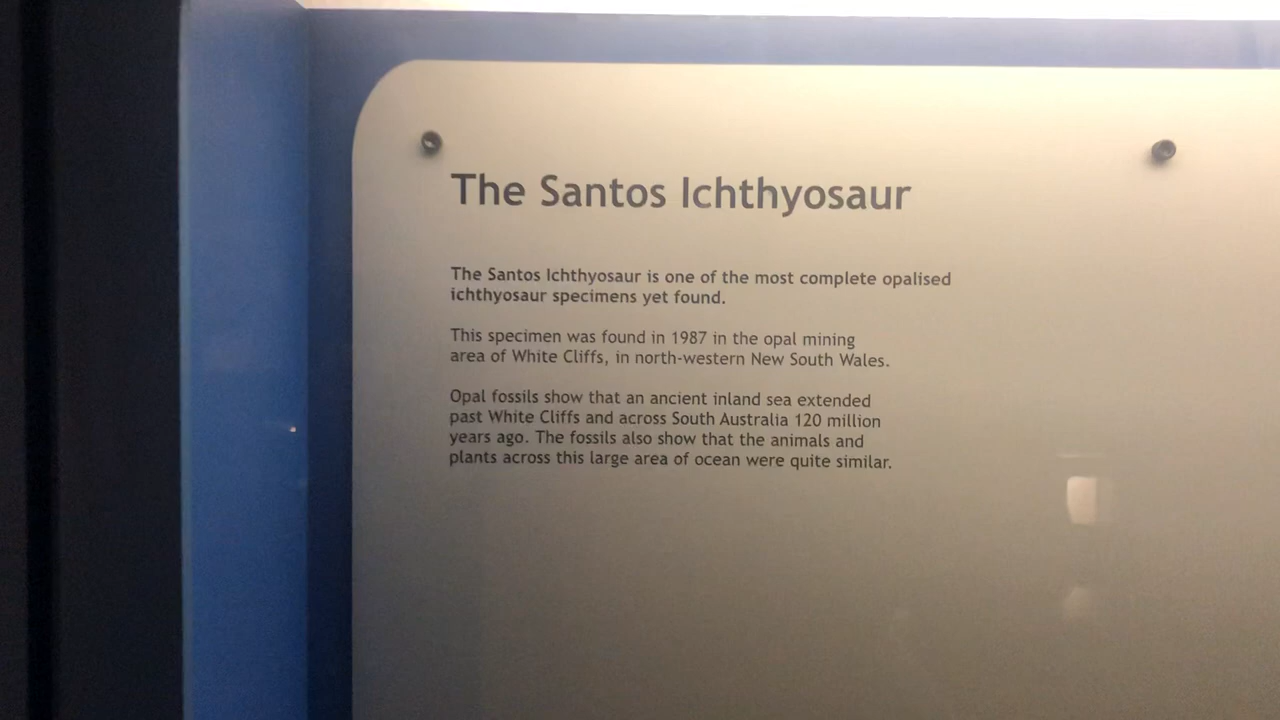 The Santos Ichthyosaur
The Santos Ichthyosaur is one of the most complete opalised
ichthyosaur specimens yet found.
This specimen was found in 1987 in the opal mining
area of White Cliffs, in north-western New South Wales.
Opal fossils show that an ancient inland sea extended
past White Cliffs and across South Australia 120 million
years ago. The fossils also show that the animals and
plants across this large area of ocean were quite similar.